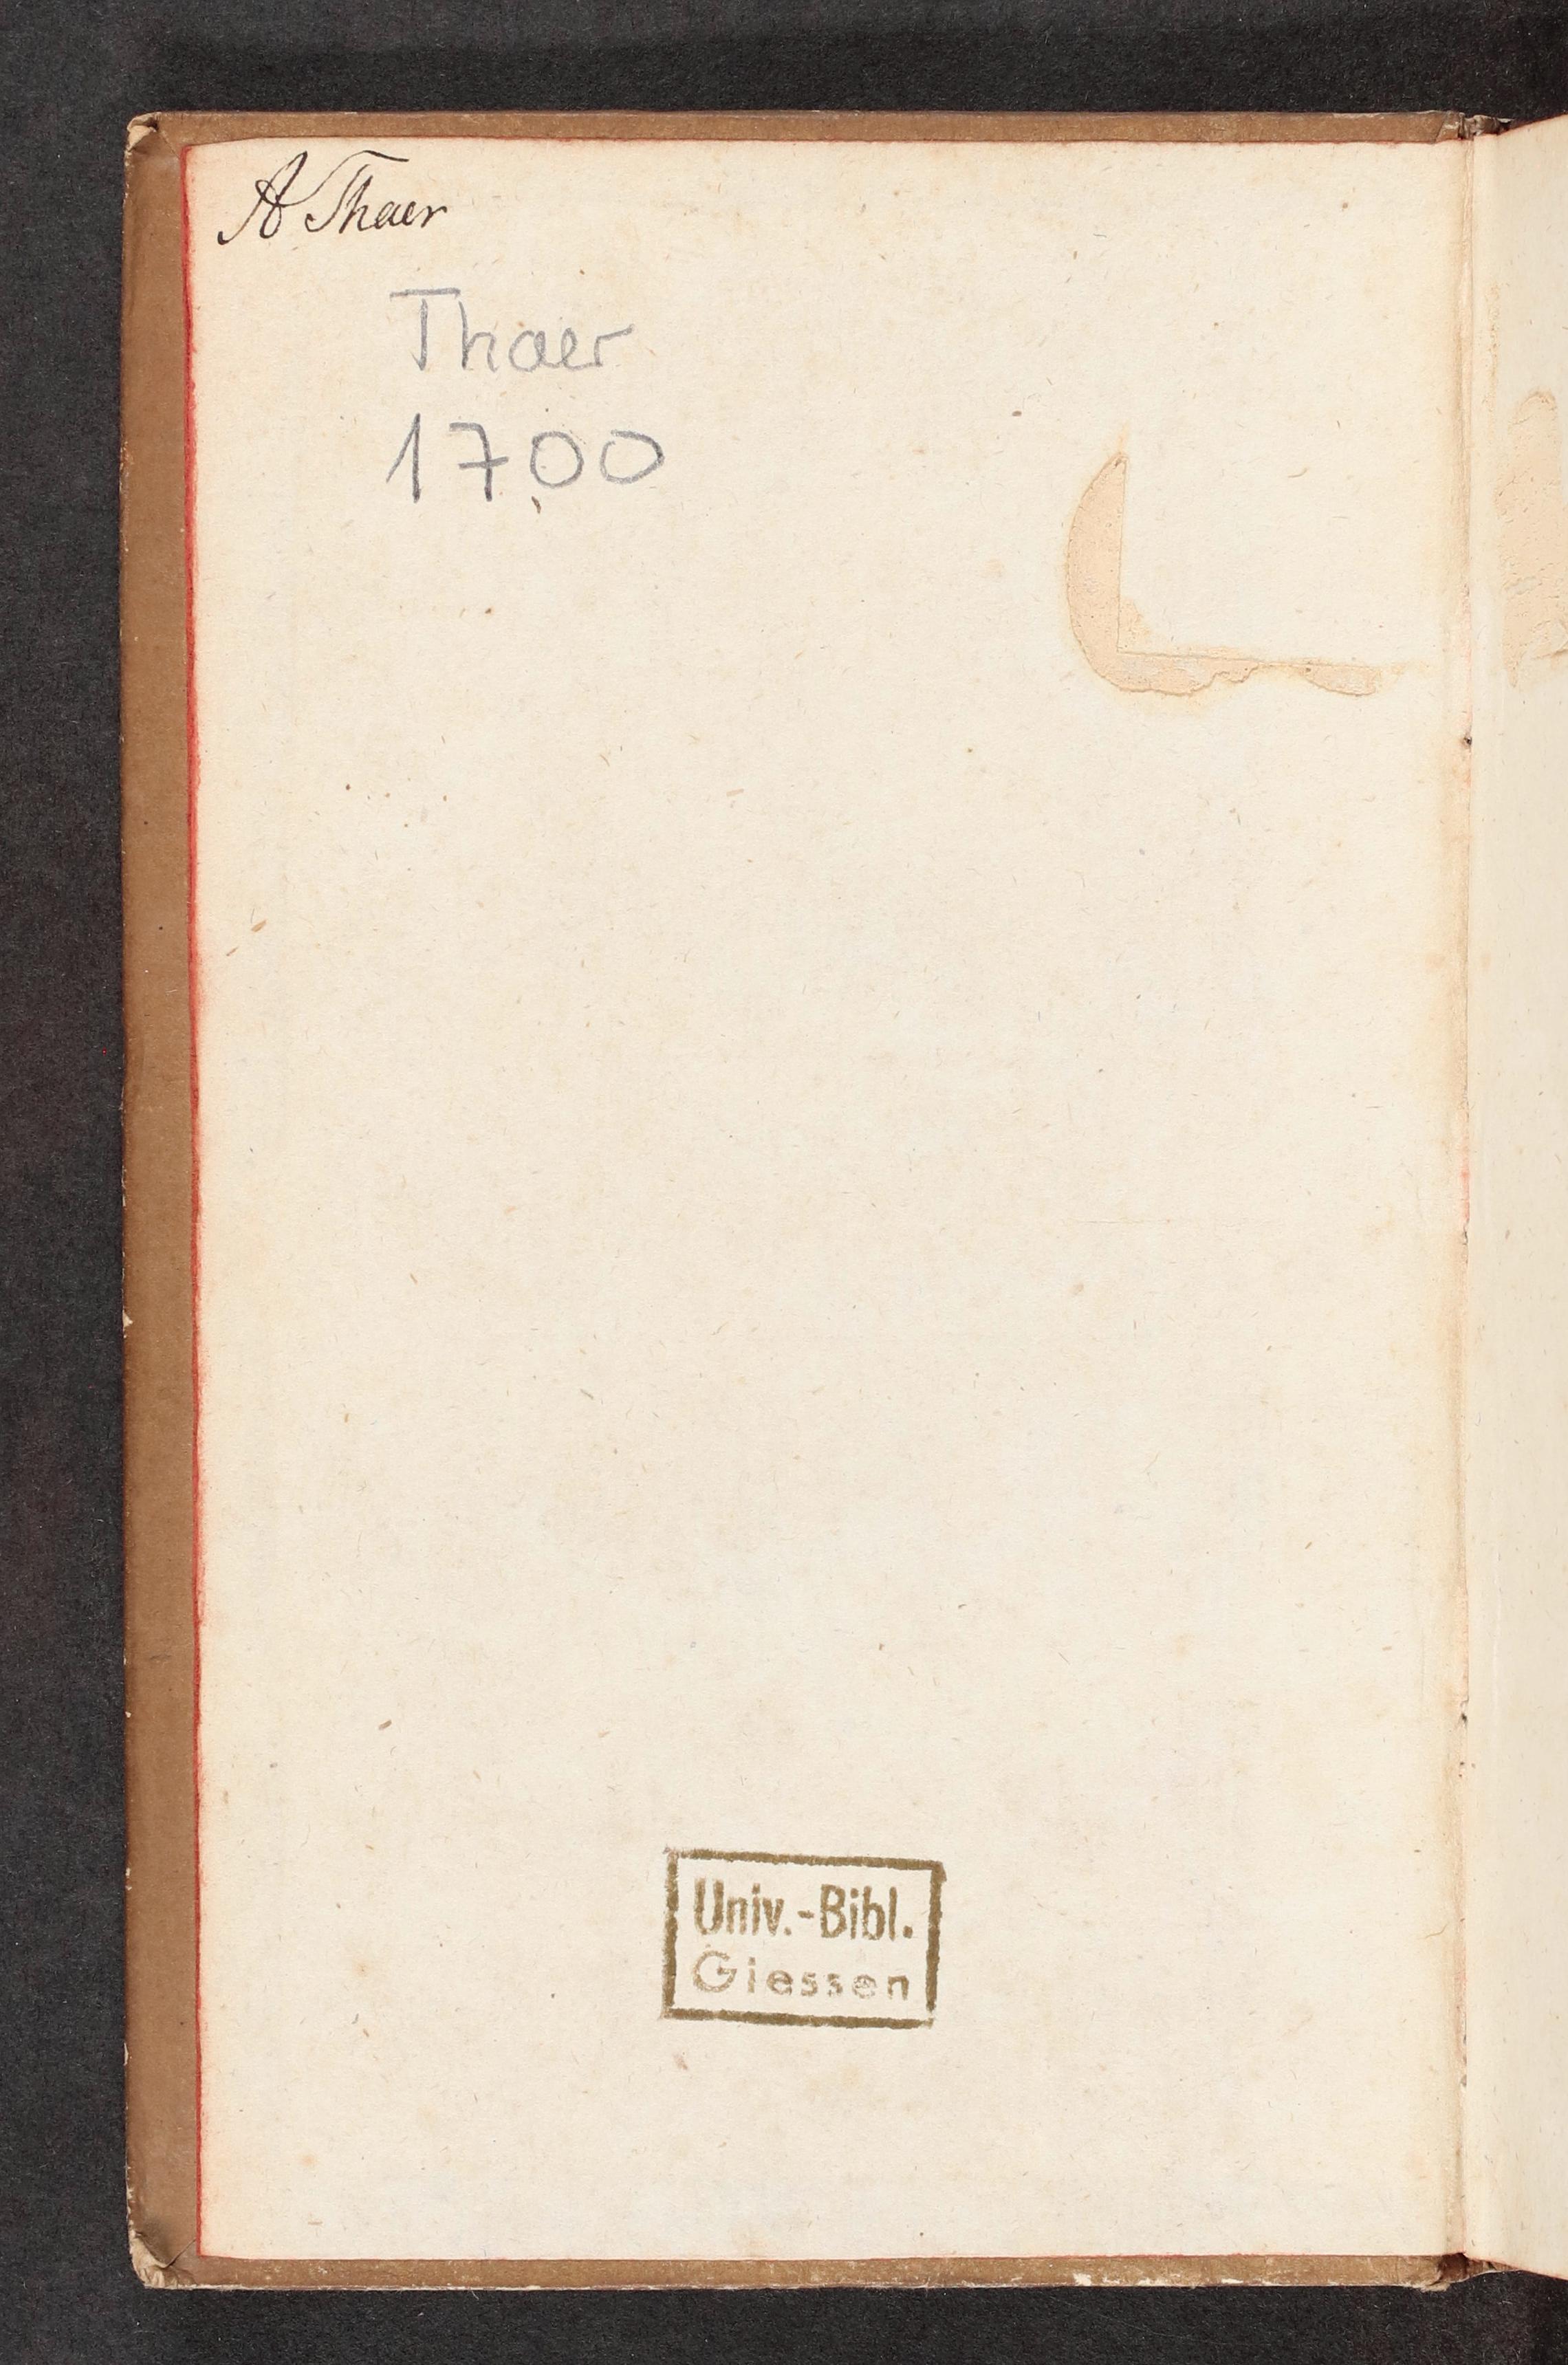 A Thaer
Thaer
1700
Univ.-Bibl.
Giessen